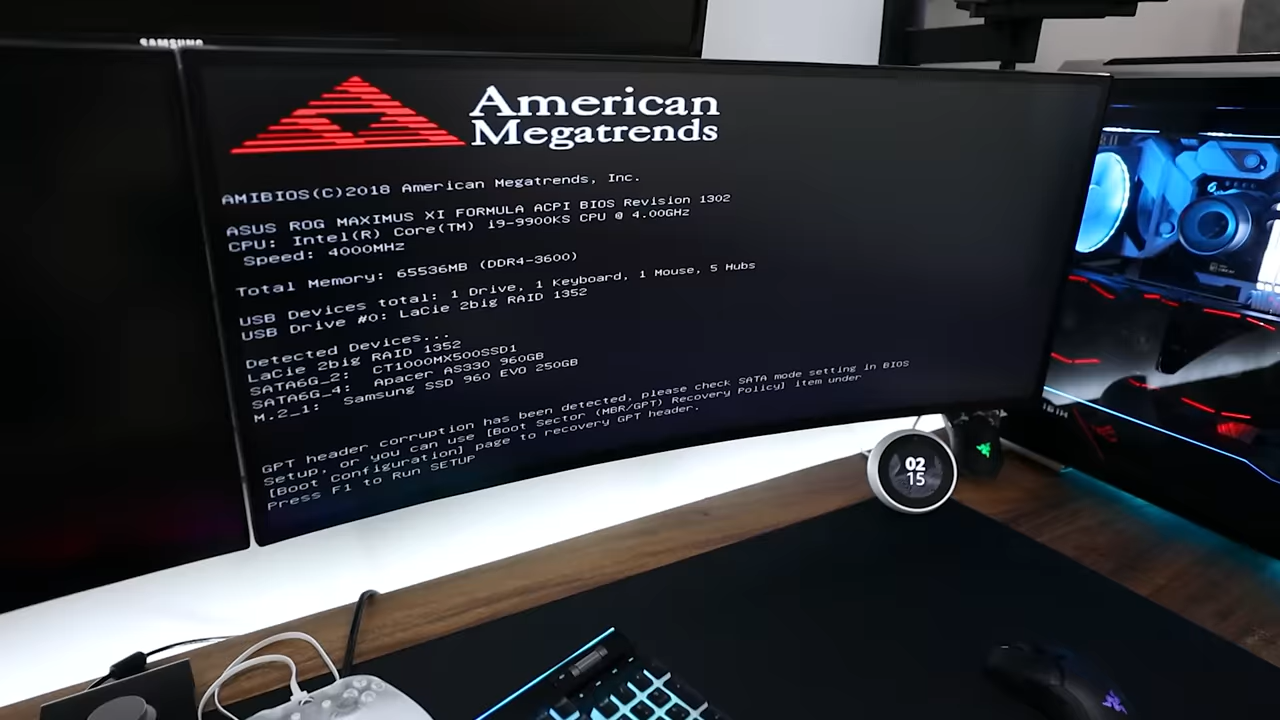 SAMSUNG
American
Megatrends
AMIBIOS(C)2018 American Megatrends, Inc.
ASUS ROG MAXIMUS XI FORMULA ACPI BIOS Revision 1302
CPU: Intel(R) Core(TM) i9-9900KS CPU @ 4.00GHz
Speed: 4000MHz
Total Memory: 65536MB (DDR4-3600)
USB Devices total: 1 Drive, 1 Keyboard, 1 Mouse, 5 Hubs
USB Drive #0: LaCie 2big RAID 1352
Detected Devices...
LaCie 2big RAID 1352
SATA6G_2: CT1000MX500SSD1
SATA6G_4: Apacer AS330 960GB
M.2_1: Samsung SSD 960 EVO 250GB
GPT header corruption has been detected, please check SATA mode setting in BIOS
Setup, or you can use [Boot Sector (MBR/GPT) Recovery Policy] item under
[Boot Configuration] page to recovery GPT header.
Press F1 to Run SETUP
02
15